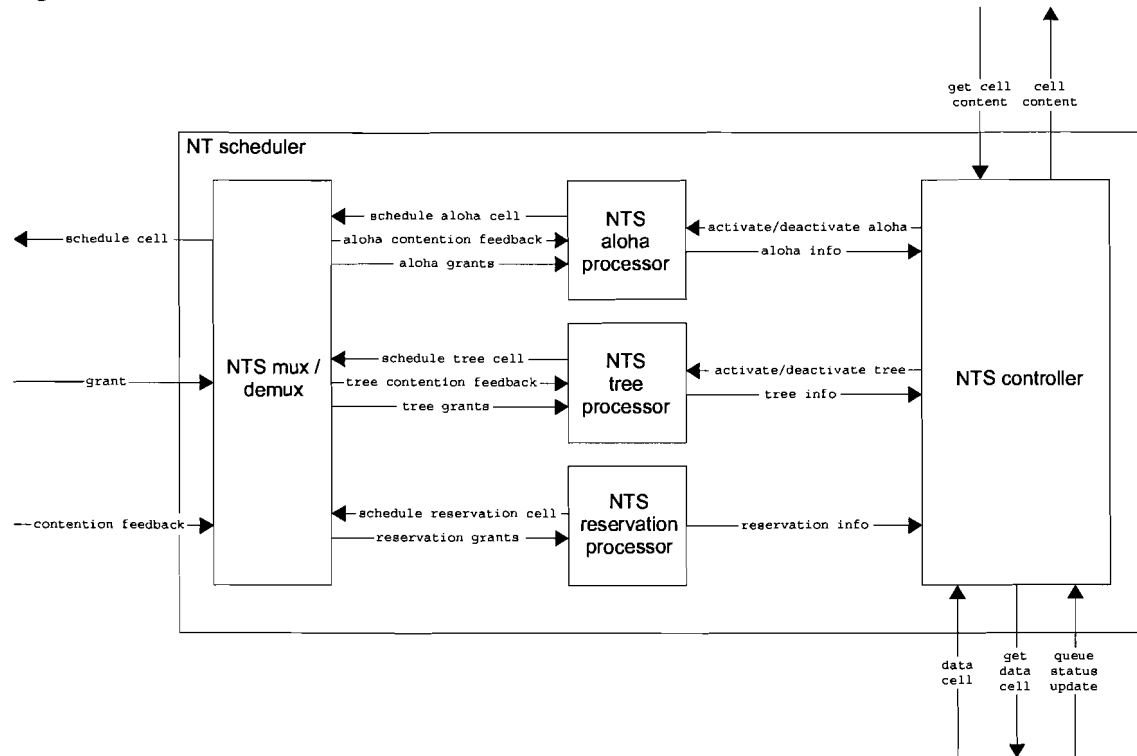 get cell
content
cell
content
NT scheduler
schedule cell
grant
contention feedback
NTS mux /
demux
schedule aloha cell
aloha contention feedback
aloha grants
NTS
aloha
processor
activate/deactivate aloha
aloha info
schedule tree cell
tree contention feedback
tree grants
NTS
tree
processor
activate/deactivate tree
tree info
schedule reservation cell
reservation grants
NTS
reservation
processor
reservation info
NTS controller
data
cell
get
data
cell
queue
status
update